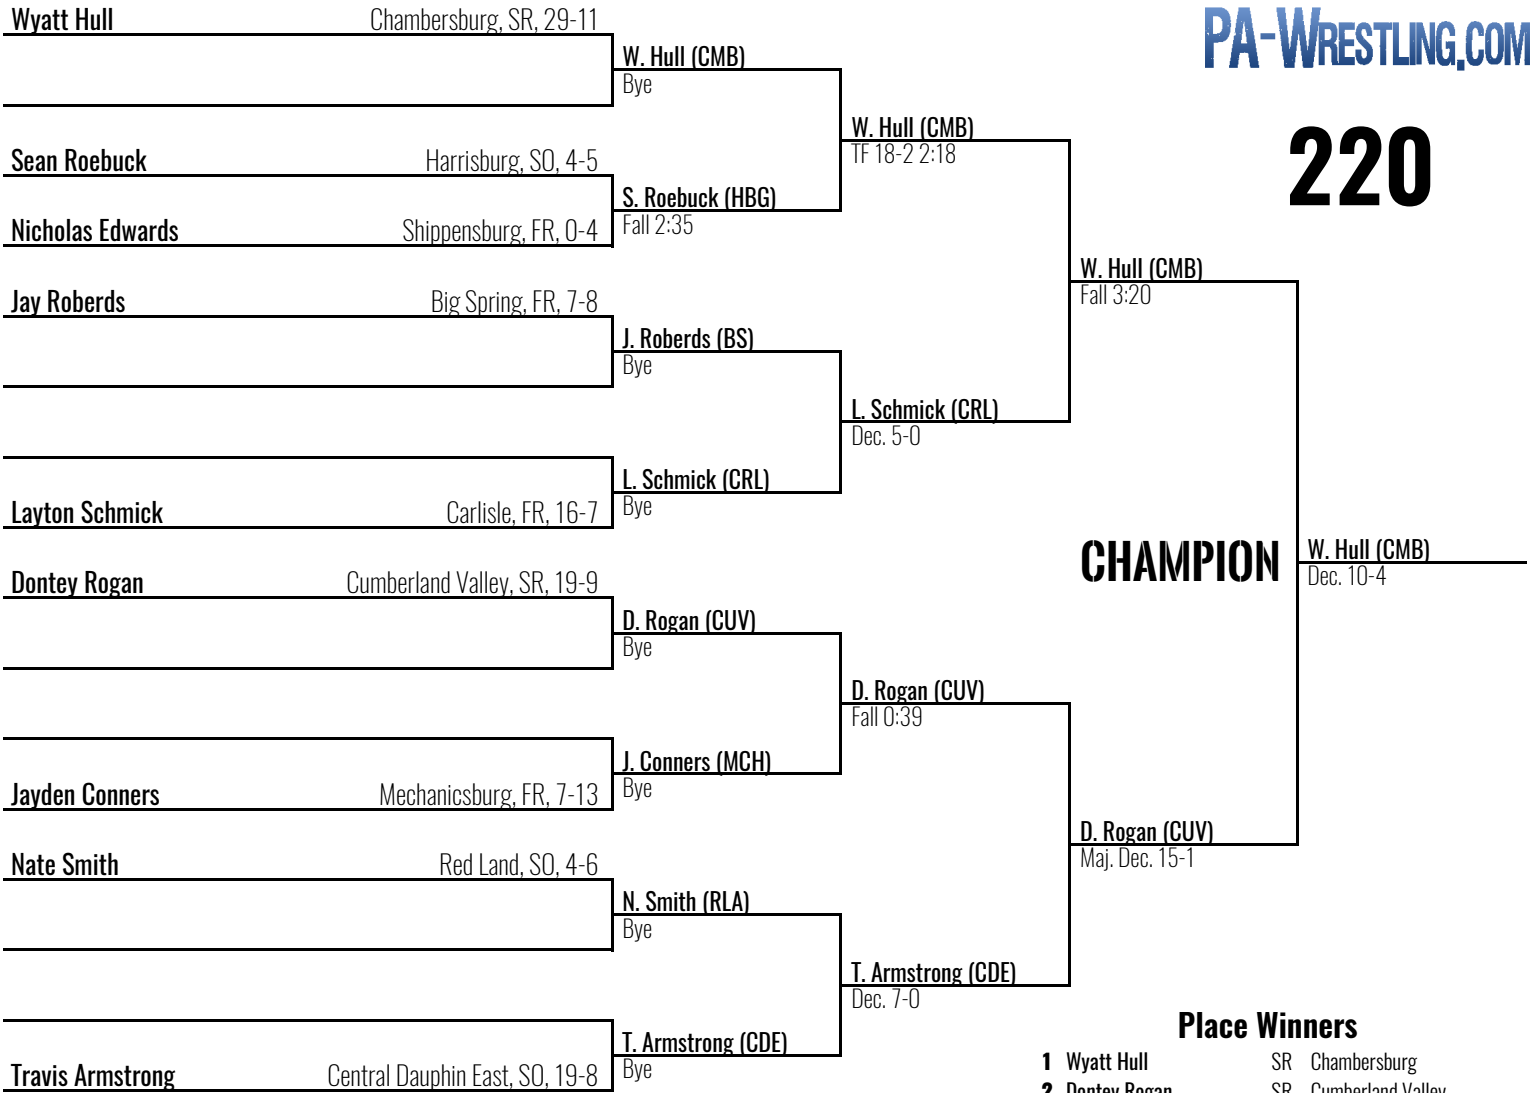 Wyatt Hull Chambersburg, SR, 29-11
PA-WRESTLING.COM
W. Hull (CMB)
Bye
W. Hull (CMB)
TF 18-2 2:18
220
Sean Roebuck Harrisburg, SO, 4-5
S. Roebuck (HBG)
Fall 2:35
Nicholas Edwards Shippensburg, FR, 0-4
W. Hull (CMB)
Fall 3:20
Jay Roberds Big Spring, FR, 7-8
J. Roberds (BS)
Bye
L. Schmick (CRL)
Dec. 5-0
L. Schmick (CRL)
Bye
Layton Schmick Carlisle, FR, 16-7
CHAMPION
W. Hull (CMB)
Dec. 10-4
Dontey Rogan Cumberland Valley, SR, 19-9
D. Rogan (CUV)
Bye
D. Rogan (CUV)
Fall 0:39
J. Conners (MCH)
Bye
Jayden Conners Mechanicsburg, FR, 7-13
D. Rogan (CUV)
Maj. Dec. 15-1
Nate Smith Red Land, SO, 4-6
N. Smith (RLA)
Bye
T. Armstrong (CDE)
Dec. 7-0
T. Armstrong (CDE)
Bye
Travis Armstrong Central Dauphin East, SO, 19-8
Place Winners
1 Wyatt Hull SR Chambersburg
2 Dontey Rogan SR Cumberland Valley